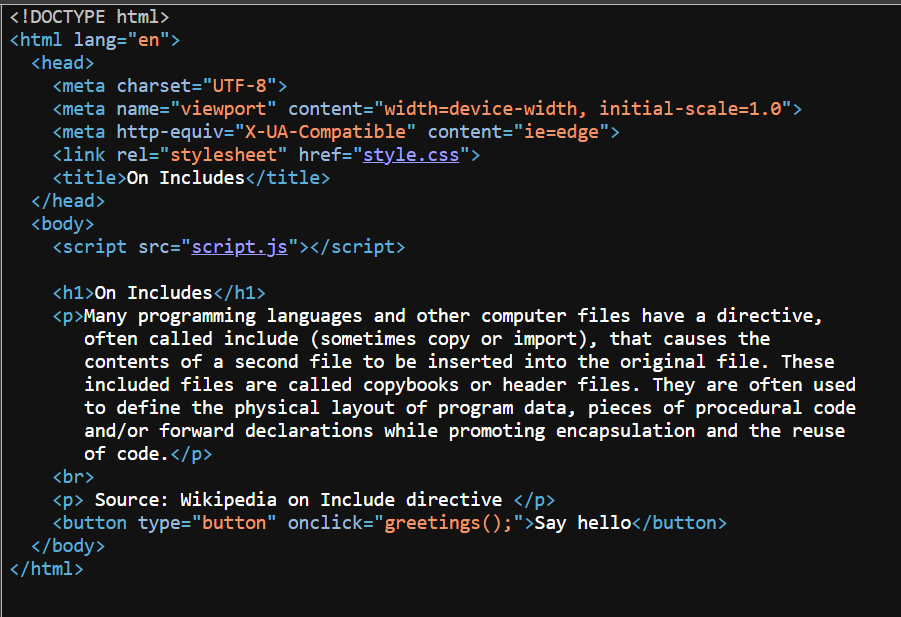 <!DOCTYPE html>
<html lang="en">
  <head>
    <meta charset="UTF-8">
    <meta name="viewport" content="width=device-width, initial-scale=1.0">
    <meta http-equiv="X-UA-Compatible" content="ie=edge">
    <link rel="stylesheet" href="style.css">
    <title>On Includes</title>
  </head>
  <body>
    <script src="script.js"></script>

    <h1>On Includes</h1>
    <p>Many programming languages and other computer files have a directive,
       often called include (sometimes copy or import), that causes the
       contents of a second file to be inserted into the original file. These
       included files are called copybooks or header files. They are often used
       to define the physical layout of program data, pieces of procedural code
       and/or forward declarations while promoting encapsulation and the reuse
       of code.</p>
    <br>
    <p> Source: Wikipedia on Include directive </p>
    <button type="button" onclick="greetings();">Say hello</button>
  </body>
</html>